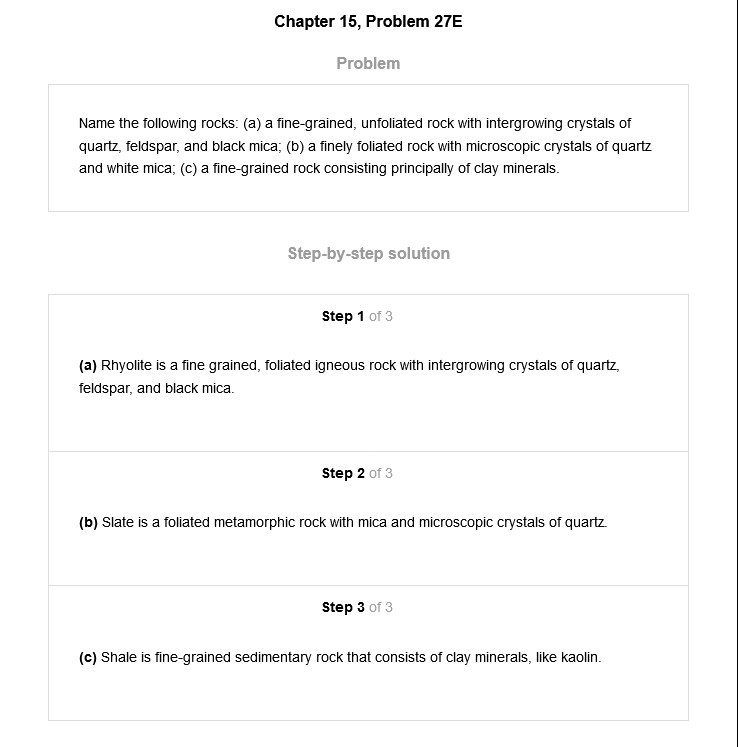 Chapter 15, Problem 27E
Problem
Name the following rocks: (a) a fine-grained, unfoliated rock with intergrowing crystals of
quartz, feldspar, and black mica; (b) a finely foliated rock with microscopic crystals of quartz
and white mica; (c) a fine-grained rock consisting principally of clay minerals.
Step-by-step solution
Step 1 of 3
(a) Rhyolite is a fine grained, foliated igneous rock with intergrowing crystals of quartz,
feldspar, and black mica.
Step 2 of 3
(b) Slate is a foliated metamorphic rock with mica and microscopic crystals of quartz.
Step 3 of 3
(c) Shale is fine-grained sedimentary rock that consists of clay minerals, like kaolin.